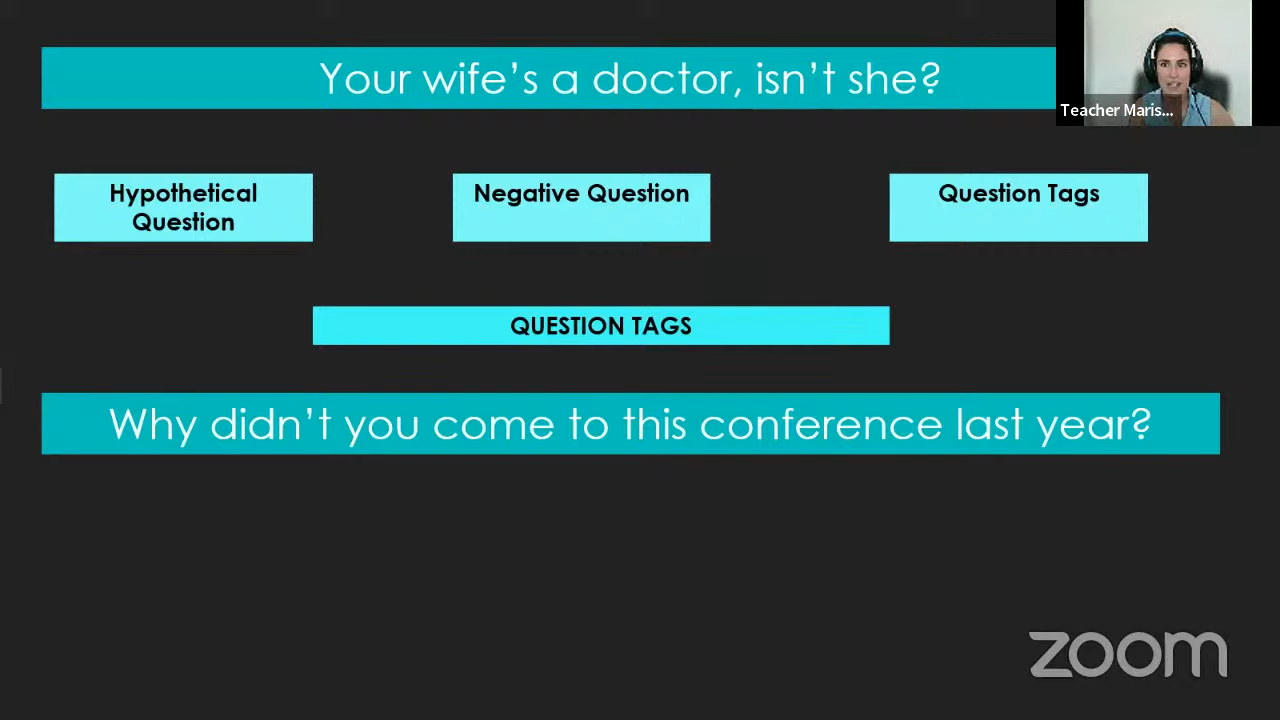 Your wife’s a doctor, isn’t she?
Teacher Maris...
Hypothetical
Question
Negative Question
Question Tags
QUESTION TAGS
Why didn’t you come to this conference last year?
zoom